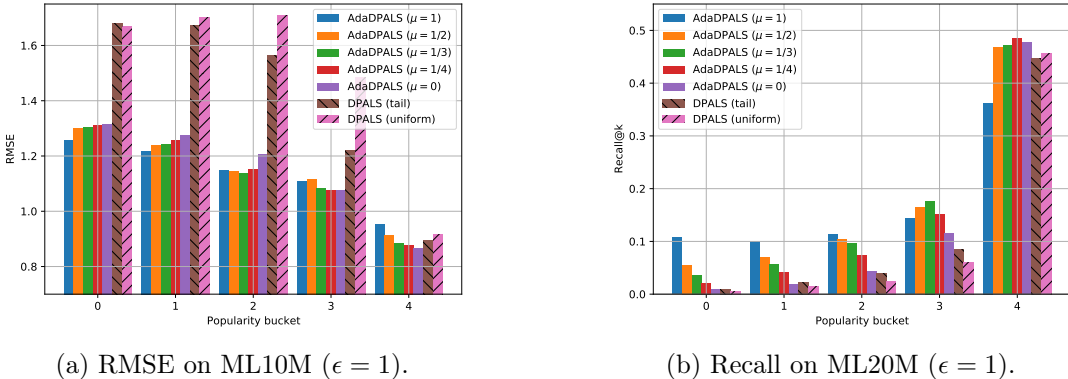 AdaDPALS (μ = 1)
AdaDPALS (μ = 1/2)
AdaDPALS (μ = 1/3)
AdaDPALS (μ = 1/4)
AdaDPALS (μ = 0)
DPALS (tail)
DPALS (uniform)
1.6
1.4
1.2
1.0
0.8
RMSE
0 1 2 3 4
Popularity bucket
(a) RMSE on ML10M (ϵ = 1).
AdaDPALS (μ = 1)
AdaDPALS (μ = 1/2)
AdaDPALS (μ = 1/3)
AdaDPALS (μ = 1/4)
AdaDPALS (μ = 0)
DPALS (tail)
DPALS (uniform)
0.5
0.4
0.3
0.2
0.1
0.0
Recall@k
0 1 2 3 4
Popularity bucket
(b) Recall on ML20M (ϵ = 1).